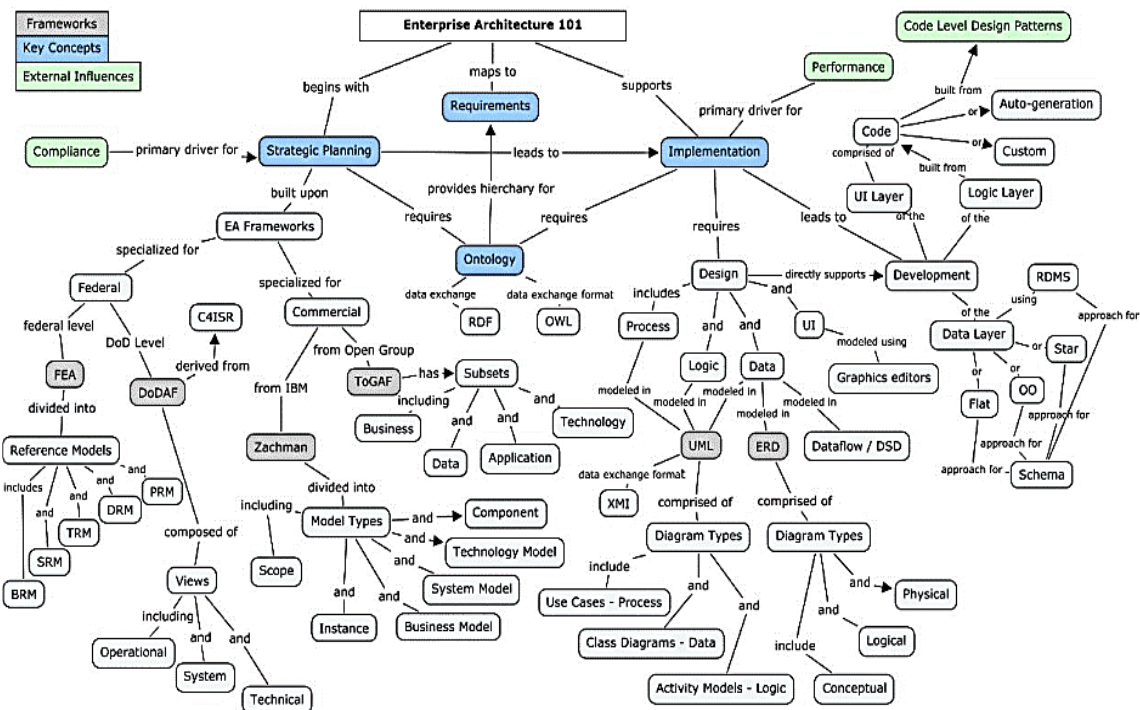 Frameworks
Key Concepts
External Influences
Enterprise Architecture 101
Code Level Design Patterns
begins with
maps to
supports
Performance
Requirements
primary driver for
built from
Auto-generation
or
Code
or
Custom
comprised of
built from
Compliance
primary driver for
Strategic Planning
leads to
Implementation
UI Layer
Logic Layer
of the
of the
built upon
provides hierchary for
requires
requires
requires
leads to
EA Frameworks
specialized for
Ontology
Design
directly supports
Development
Federal
specialized for
data exchange
data exchange format
RDF
OWL
includes
and
and
and
UI
RDMS
using
of the
approach for
Commercial
C4ISR
federal level
DoD Level
derived from
Process
Data Layer
or
Star
modeled using
Graphics editors
from Open Group
Logic
Data
or
or
Flat
OO
FEA
DoDAF
from IBM
ToGAF
has
Subsets
including
and
and
and
Business
Data
Application
Technology
modeled in
modeled in
modeled in
modeled in
modeled in
approach for
approach for
approach for
Schema
divided into
Zachman
UML
ERD
Dataflow / DSD
Reference Models
includes
and
and
and
and
PRM
DRM
TRM
SRM
BRM
divided into
data exchange format
XMI
comprised of
comprised of
including
Model Types
and
Component
and
Technology Model
and
System Model
and
Business Model
and
Instance
Scope
composed of
Views
including
and
and
Operational
System
Technical
Diagram Types
include
and
and
Use Cases - Process
Class Diagrams - Data
Activity Models - Logic
Diagram Types
and
Physical
and
Logical
include
Conceptual